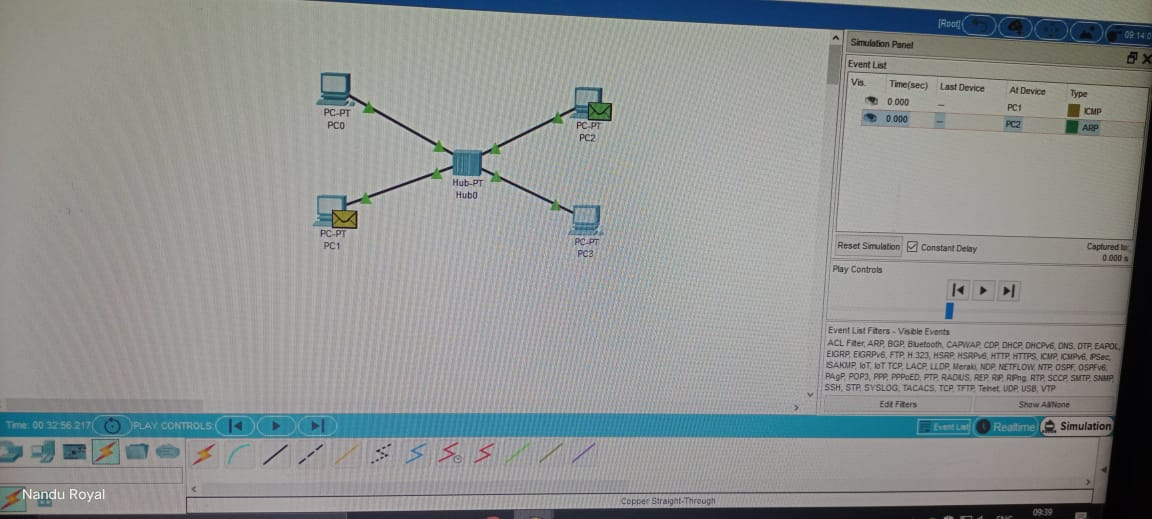 [Root]
09:14:0
Simulation Panel
Event List
Vis. Time(sec) Last Device At Device Type
0.000 -- PC1 ICMP
0.000 -- PC2 ARP
PC-PT
PC0
PC-PT
PC2
Hub-PT
Hub0
PC-PT
PC1
PC-PT
PC3
Reset Simulation Constant Delay Captured to:
0.000 s
Play Controls
Event List Filters - Visible Events
ACL Filter, ARP, BGP, Bluetooth, CAPWAP, CDP, DHCP, DHCPv6, DNS, DTP, EAPOL,
EIGRP, EIGRPv6, FTP, H.323, HSRP, HSRPv6, HTTP, HTTPS, ICMP, ICMPv6, IPSec,
ISAKMP, IoT, IoT TCP, LACP, LLDP, Meraki, NDP, NETFLOW, NTP, OSPF, OSPFv6,
PAgP, POP3, PPP, PPPoED, PTP, RADIUS, REP, RIP, RIPng, RTP, SCCP, SMTP, SNMP,
SSH, STP, SYSLOG, TACACS, TCP, TFTP, Telnet, UDP, USB, VTP
Edit Filters Show All/None
Time: 00:32:56.217 PLAY CONTROLS: Event List Realtime Simulation
Nandu Royal
Copper Straight-Through
ENG 09:39